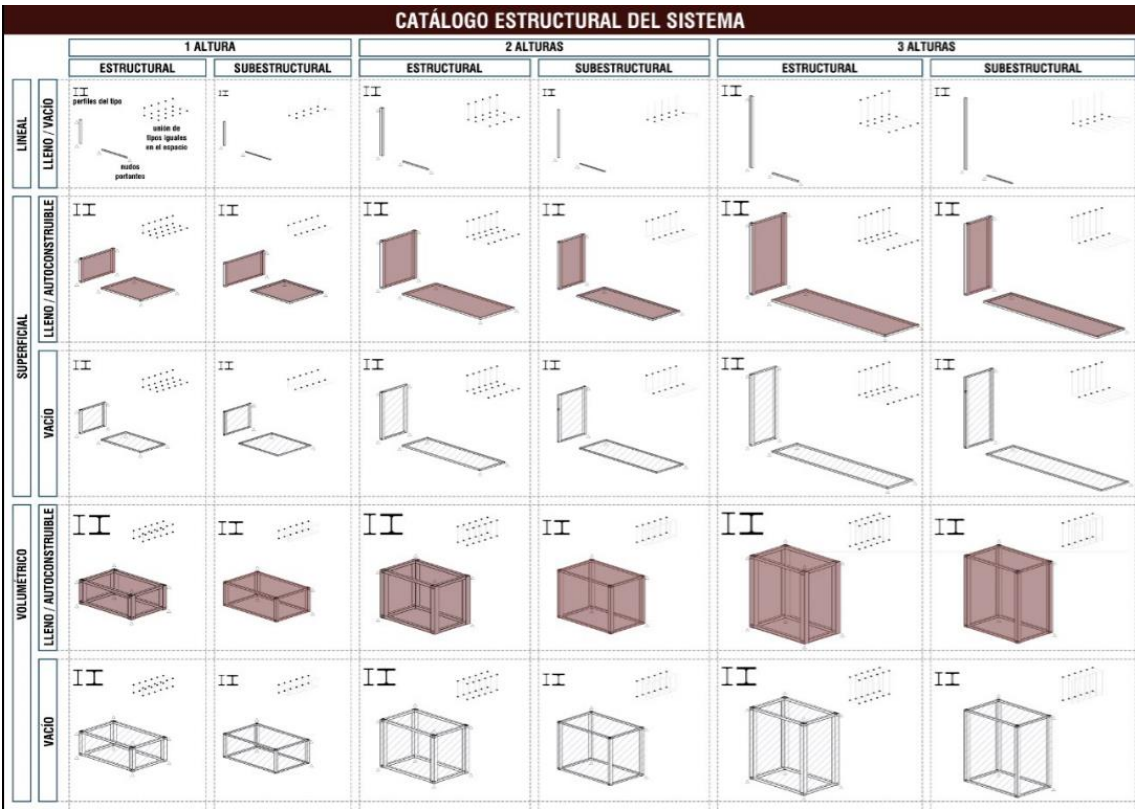 CATÁLOGO ESTRUCTURAL DEL SISTEMA
1 ALTURA
2 ALTURAS
3 ALTURAS
ESTRUCTURAL
SUBESTRUCTURAL
ESTRUCTURAL
SUBESTRUCTURAL
ESTRUCTURAL
SUBESTRUCTURAL
LINEAL
LLENO / VACÍO
perfiles del tipo
unión de
tipos iguales
en el espacio
nudos
portantes
SUPERFICIAL
LLENO / AUTOCONSTRUIBLE
VACÍO
VOLUMÉTRICO
LLENO / AUTOCONSTRUIBLE
VACÍO